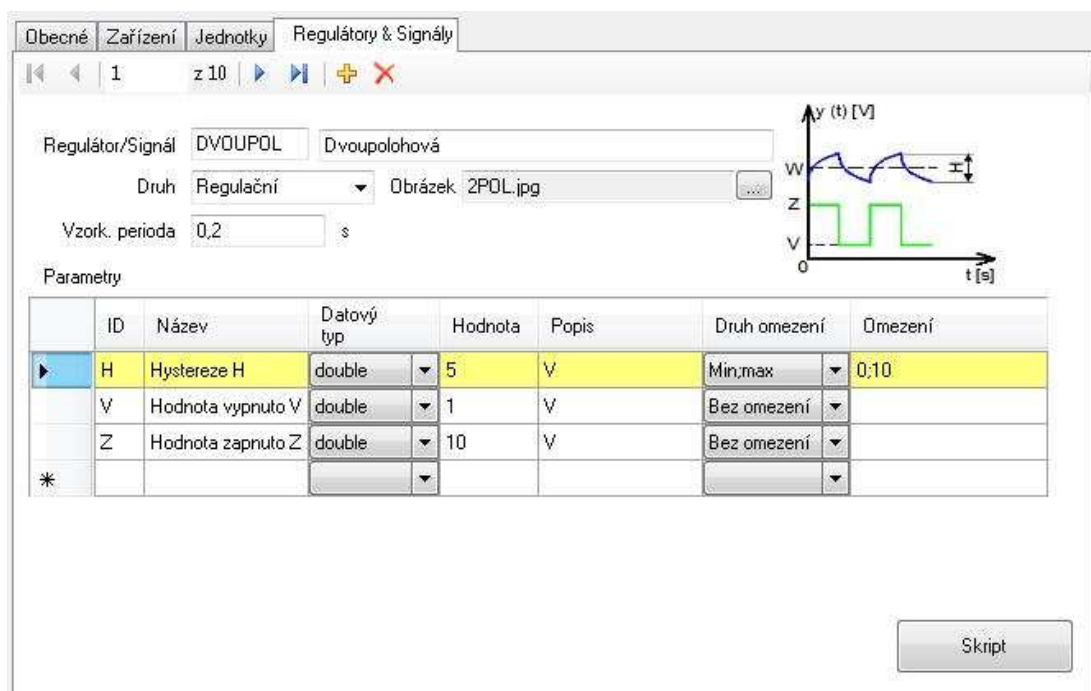 Obecné Zařízení Jednotky Regulátory & Signály
1 z 10
Regulátor/Signál DVOUPOL Dvoupolohová
Druh Regulační Obrázek 2POL.jpg ...
Vzork. perioda 0,2 s
y (t) [V]
W H
Z
V
0
t [s]
Parametry
ID Název Datový typ Hodnota Popis Druh omezení Omezení
H Hystereze H double 5 V Min;max 0;10
V Hodnota vypnuto V double 1 V Bez omezení
Z Hodnota zapnuto Z double 10 V Bez omezení
Skript